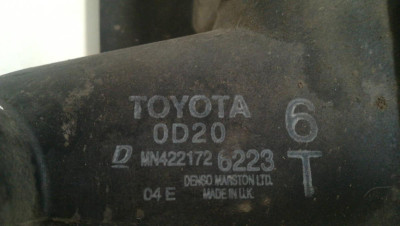 TOYOTA 6
0D20
D MN422172 6223 T
DENSO MARSTON LTD.
04 E MADE IN U.K.